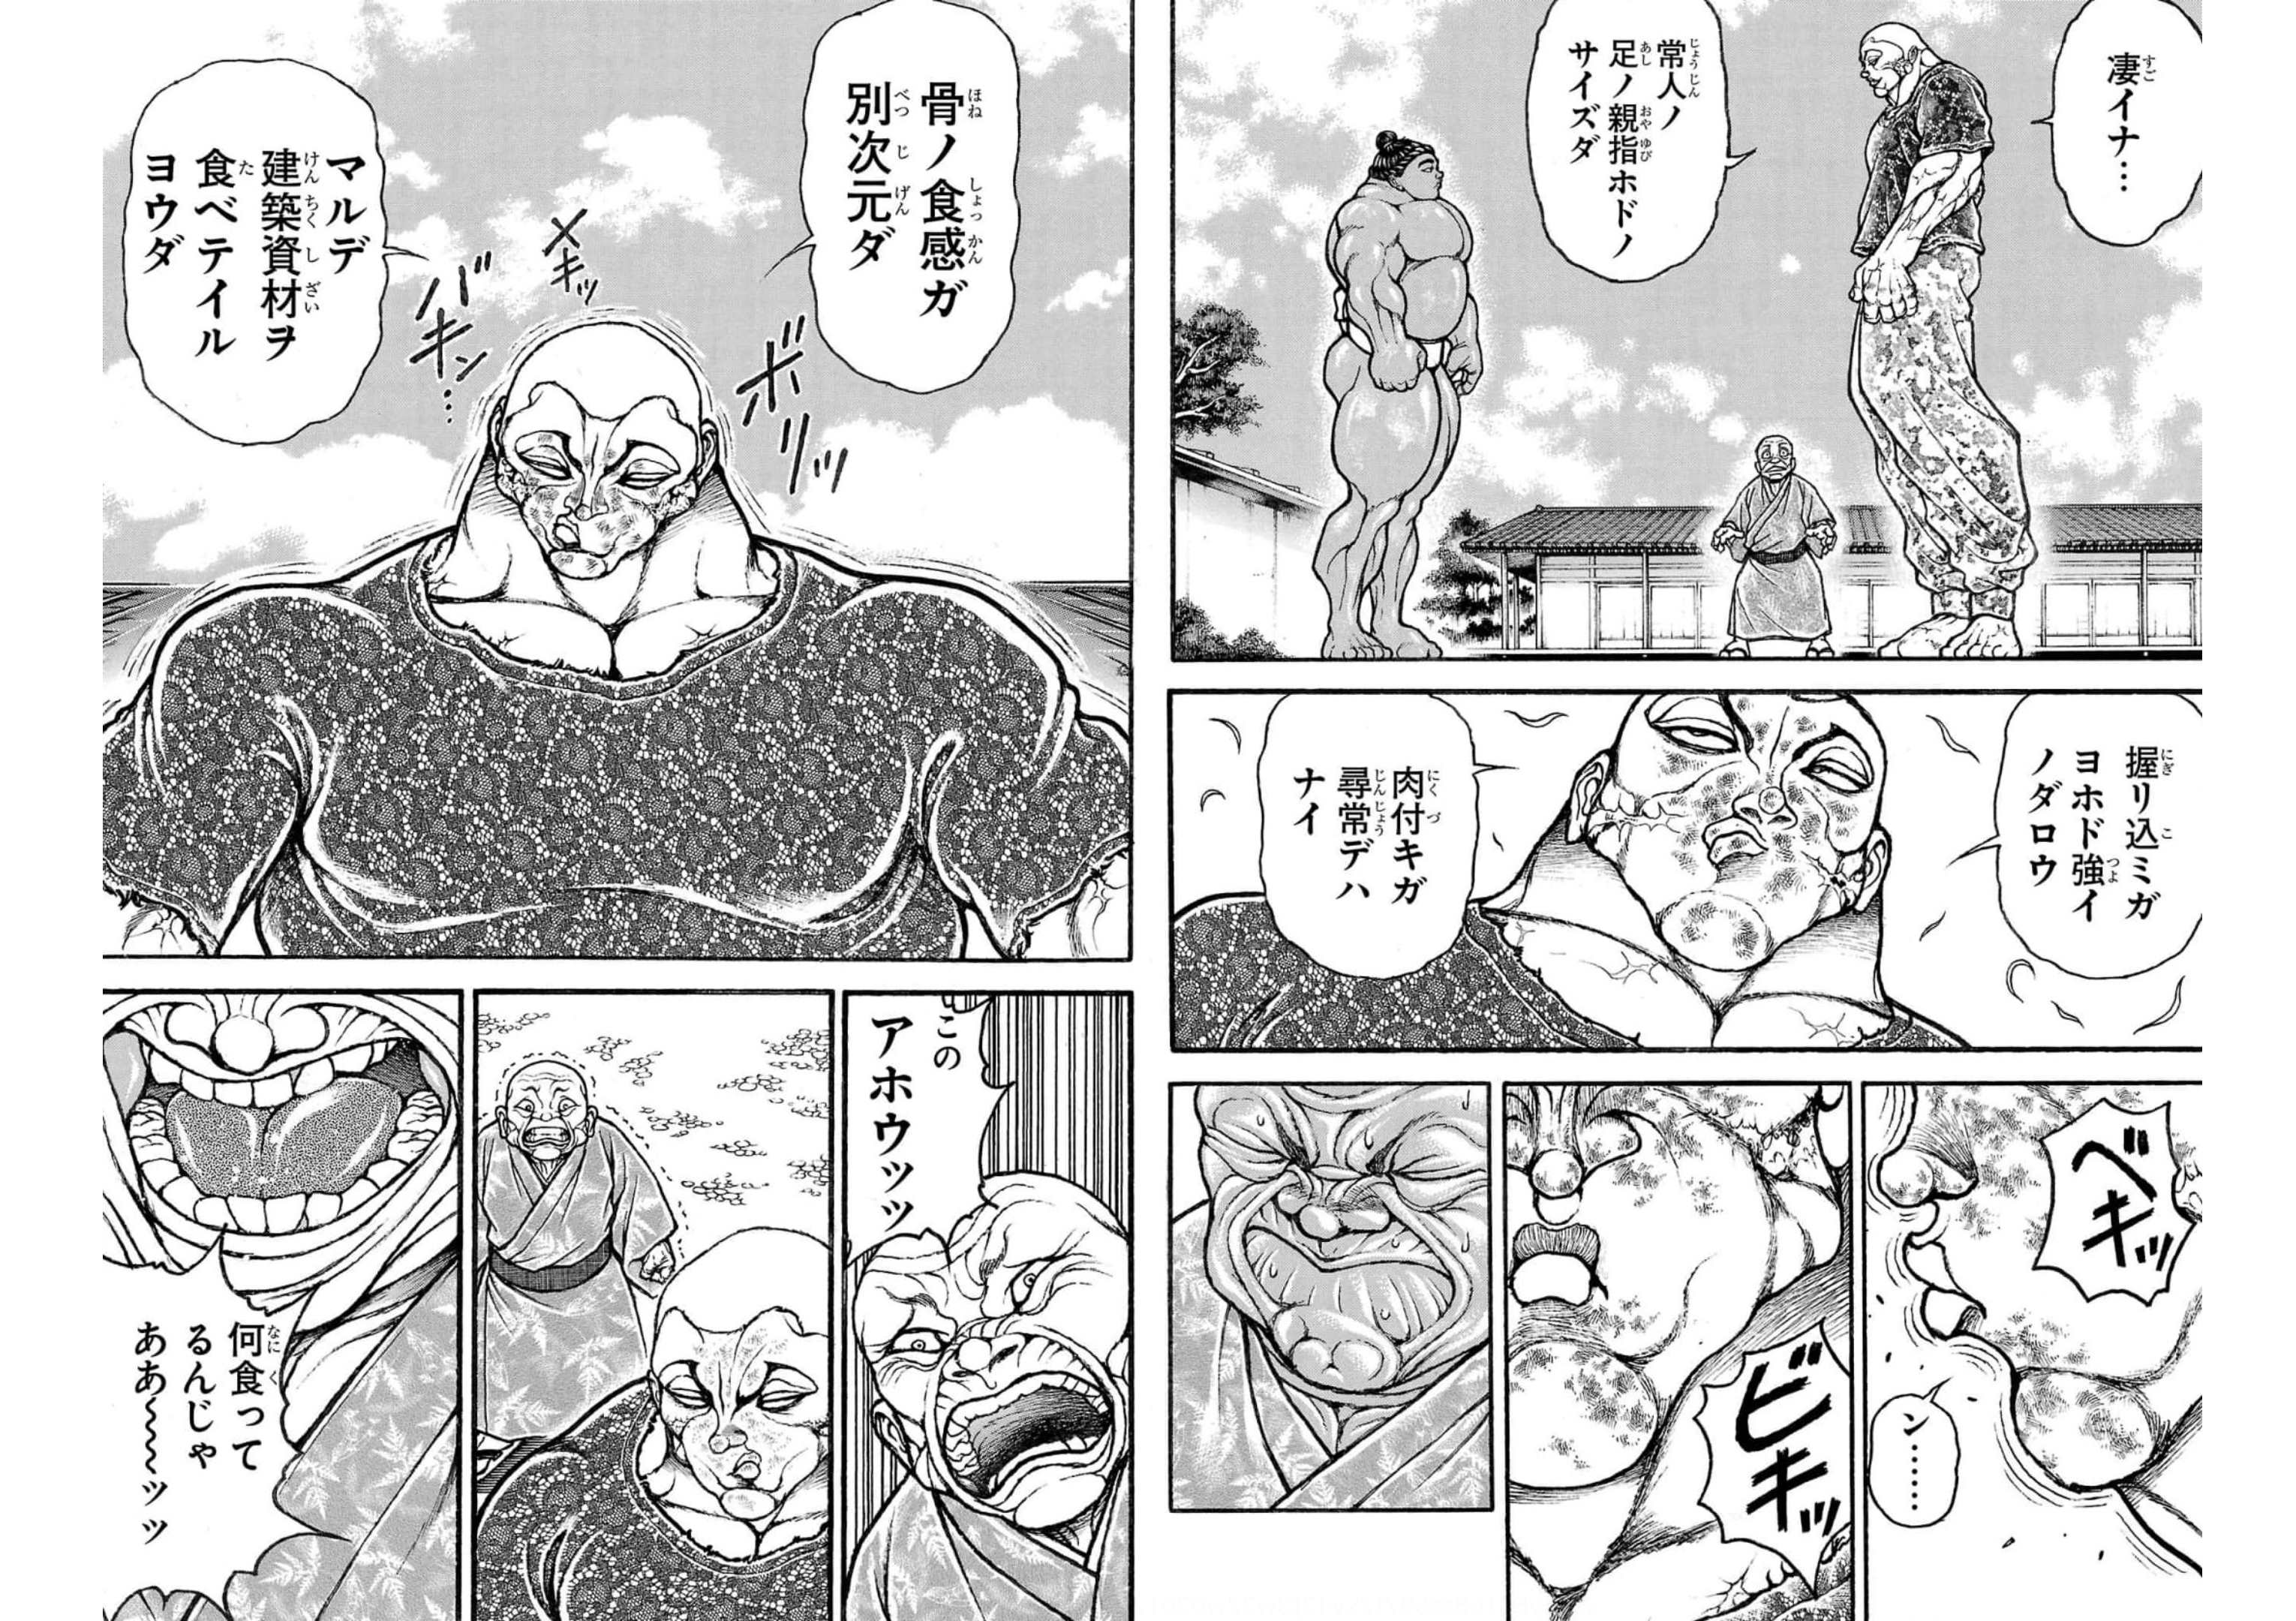 凄イナ…
常人ノ
足ノ親指ホドノ
サイズダ
握リ込ミガ
ヨホド強イ
ノダロウ
肉付キガ
尋常デハ
ナイ
ベキッ
ン……
ビキッ
骨ノ食感ガ
別次元ダ
ボリッ
メキッ
バキン…
マルデ
建築資材ヲ
食ベテイル
ヨウダ
この
アホウッッ
何食って
るんじゃ
ああ~~~ッッ